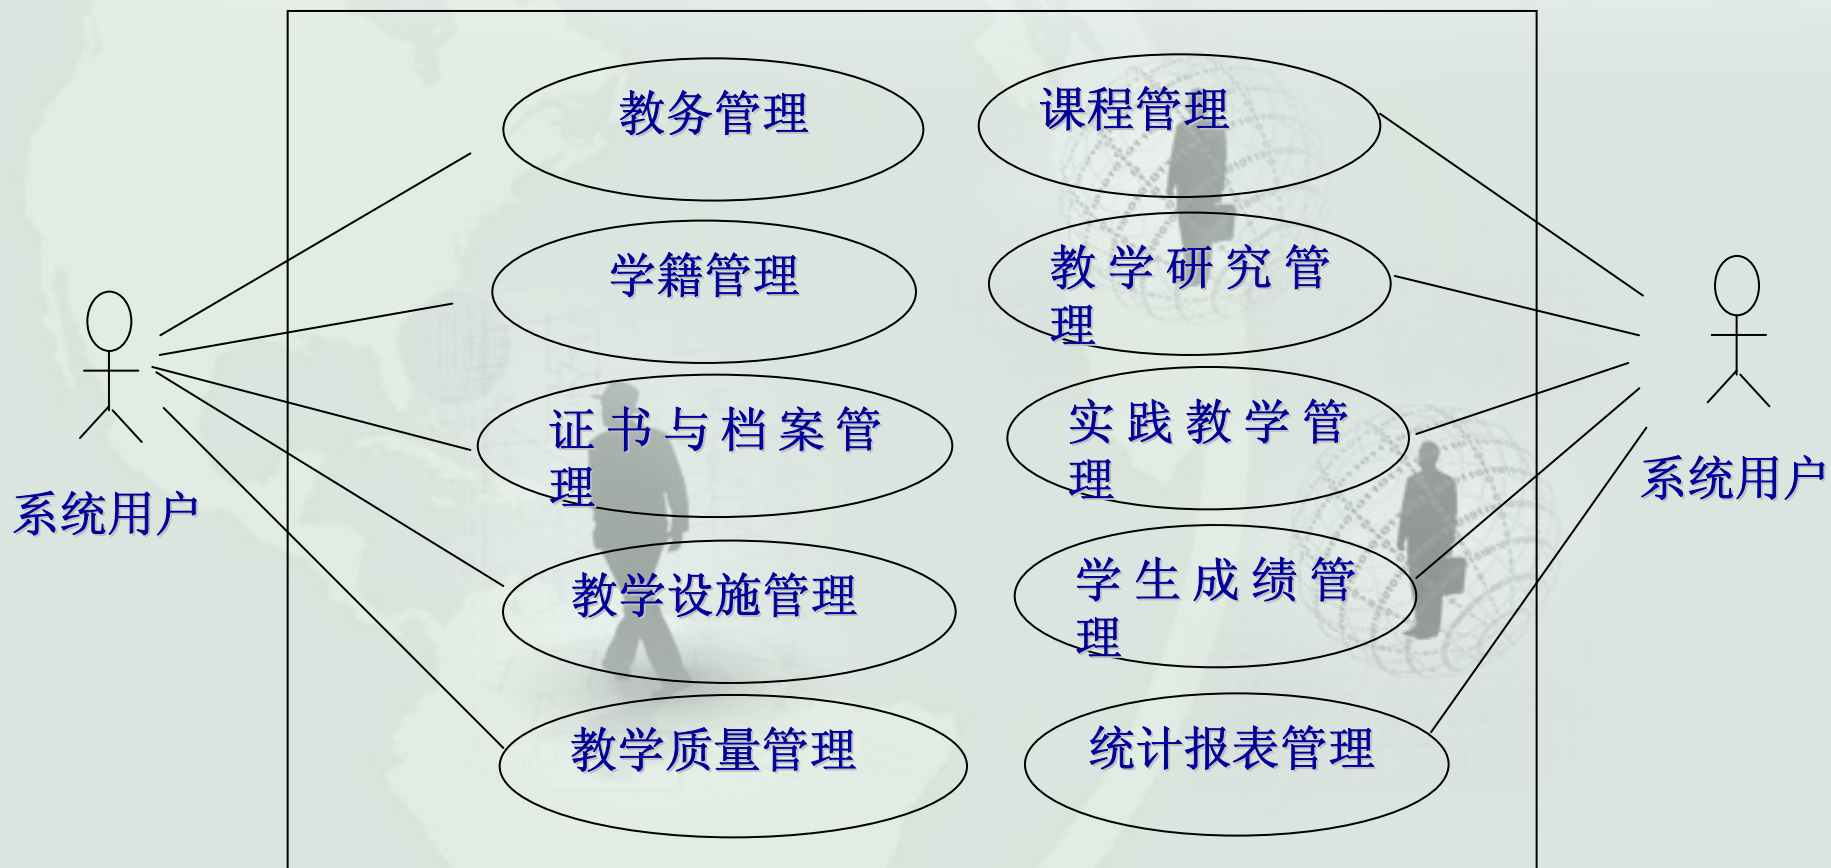 教务管理
课程管理
学籍管理
教学研究管
理
证书与档案管
理
实践教学管
理
系统用户
系统用户
教学设施管理
学生成绩管
理
教学质量管理
统计报表管理